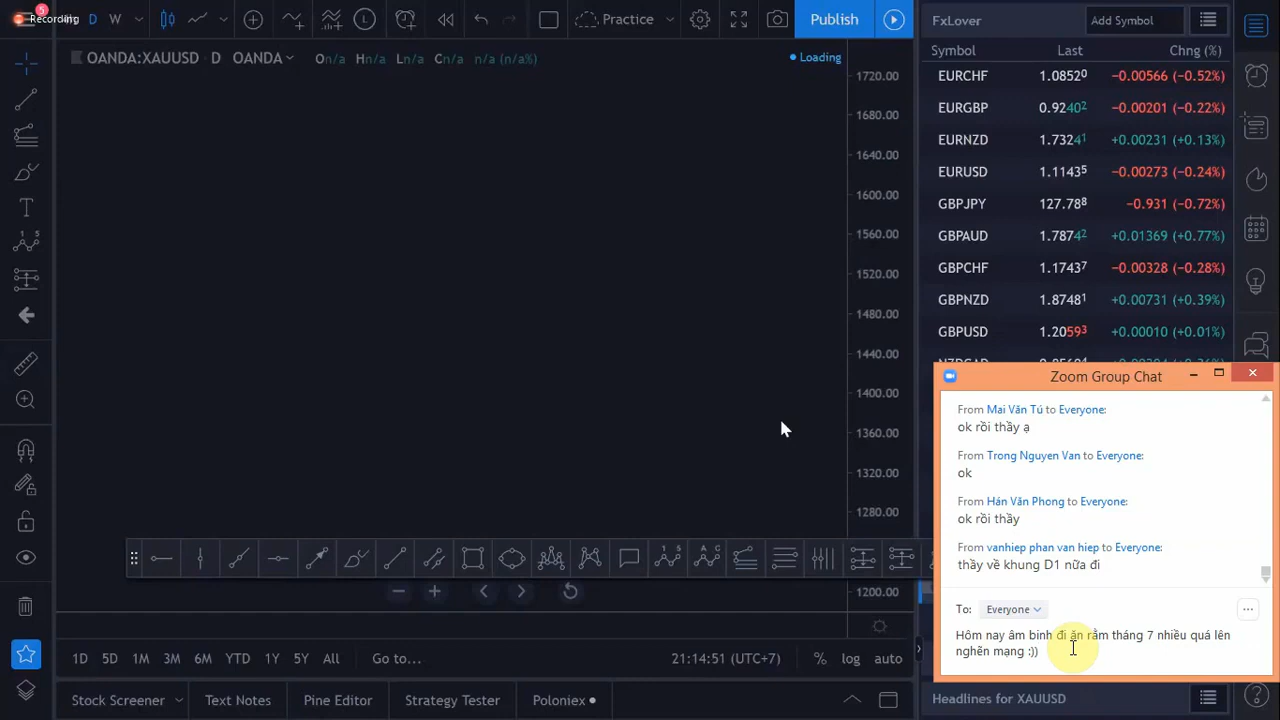 Recording
5
D
W
Practice
Publish
FxLover
Add Symbol
OANDA:XAUUSD D OANDA On/a Hn/a Ln/a Cn/a n/a (n/a%)
Loading
1720.00
1680.00
1640.00
1600.00
1560.00
1520.00
1480.00
1440.00
1400.00
1360.00
1320.00
1280.00
1200.00
Symbol Last Chng (%)
EURCHF 1.08520 −0.00566 (−0.52%)
EURGBP 0.92402 −0.00201 (−0.22%)
EURNZD 1.73241 +0.00231 (+0.13%)
EURUSD 1.11435 −0.00273 (−0.24%)
GBPJPY 127.788 −0.931 (−0.72%)
GBPAUD 1.78742 +0.01369 (+0.77%)
GBPCHF 1.17437 −0.00328 (−0.28%)
GBPNZD 1.87481 +0.00731 (+0.39%)
GBPUSD 1.20593 +0.00010 (+0.01%)
Zoom Group Chat
From Mai Văn Tú to Everyone:
ok rồi thầy ạ
From Trong Nguyen Van to Everyone:
ok
From Hán Văn Phong to Everyone:
ok rồi thầy
From vanhiep phan van hiep to Everyone:
thầy về khung D1 nữa đi
To: Everyone
Hôm nay âm binh đi ăn rằm tháng 7 nhiều quá lên
nghẽn mạng :))
1D 5D 1M 3M 6M YTD 1Y 5Y All Go to... 21:14:51 (UTC+7) % log auto
Stock Screener Text Notes Pine Editor Strategy Tester Poniex
Headlines for XAUUSD